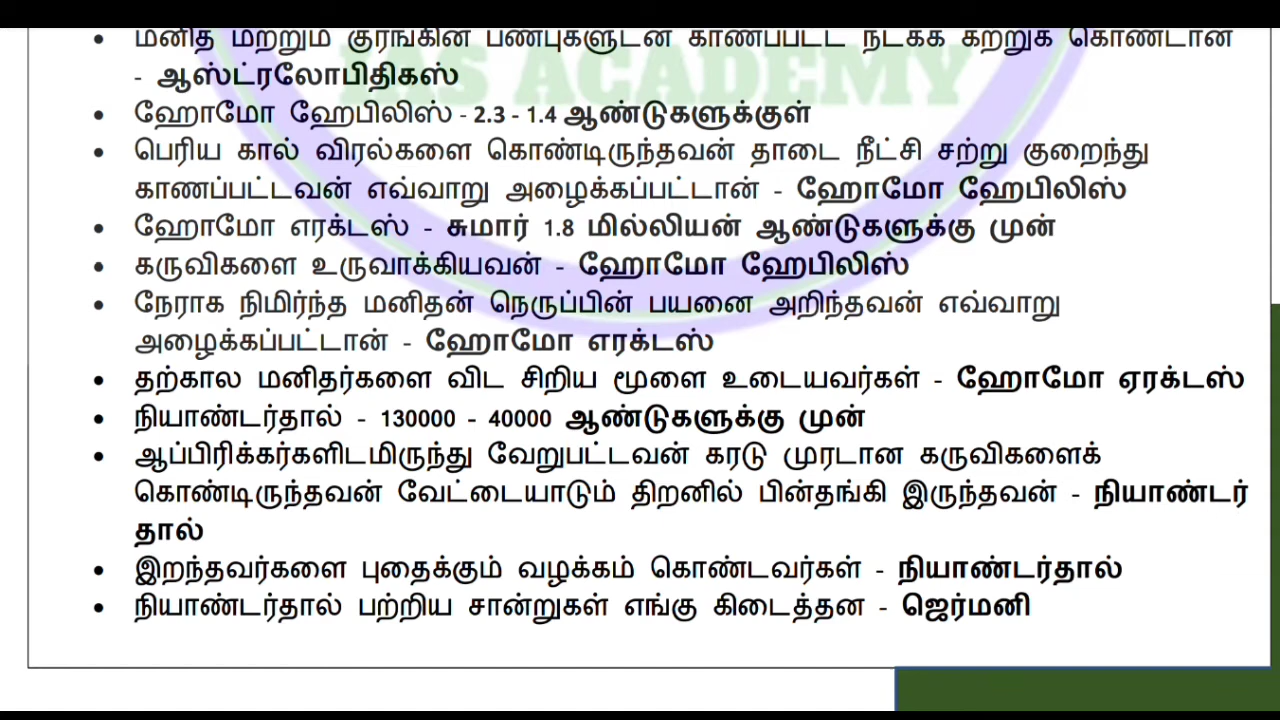 மனித மற்றும் குரங்கின் பண்புகளுடன் காணப்பட்ட நடக்க கற்றுக் கொண்டான்
IAS ACADEMY
- ஆஸ்ட்ரலோபிதிகஸ்
• ஹோமோ ஹேபிலிஸ் - 2.3 - 1.4 ஆண்டுகளுக்குள்
• பெரிய கால் விரல்களை கொண்டிருந்தவன் தாடை நீட்சி சற்று குறைந்து
காணப்பட்டவன் எவ்வாறு அழைக்கப்பட்டான் - ஹோமோ ஹேபிலிஸ்
• ஹோமோ எரக்டஸ் - சுமார் 1.8 மில்லியன் ஆண்டுகளுக்கு முன்
• கருவிகளை உருவாக்கியவன் - ஹோமோ ஹேபிலிஸ்
• நேராக நிமிர்ந்த மனிதன் நெருப்பின் பயனை அறிந்தவன் எவ்வாறு
அழைக்கப்பட்டான் - ஹோமோ எரக்டஸ்
• தற்கால மனிதர்களை விட சிறிய மூளை உடையவர்கள் - ஹோமோ ஏரக்டஸ்
• நியாண்டர்தால் - 130000 - 40000 ஆண்டுகளுக்கு முன்
• ஆப்பிரிக்கர்களிடமிருந்து வேறுபட்டவன் கரடு முரடான கருவிகளைக்
கொண்டிருந்தவன் வேட்டையாடும் திறனில் பின்தங்கி இருந்தவன் - நியாண்டர்
தால்
• இறந்தவர்களை புதைக்கும் வழக்கம் கொண்டவர்கள் - நியாண்டர்தால்
• நியாண்டர்தால் பற்றிய சான்றுகள் எங்கு கிடைத்தன - ஜெர்மனி